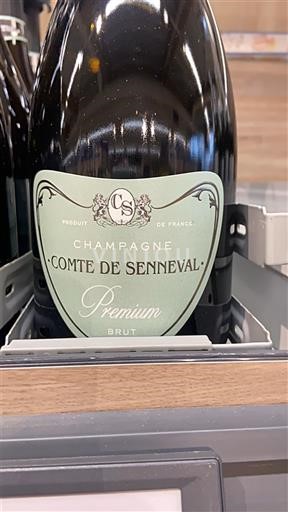 CS
PRODUIT DE FRANCE
CHAMPAGNE
COMTE DE SENNEVAL
Premium
BRUT